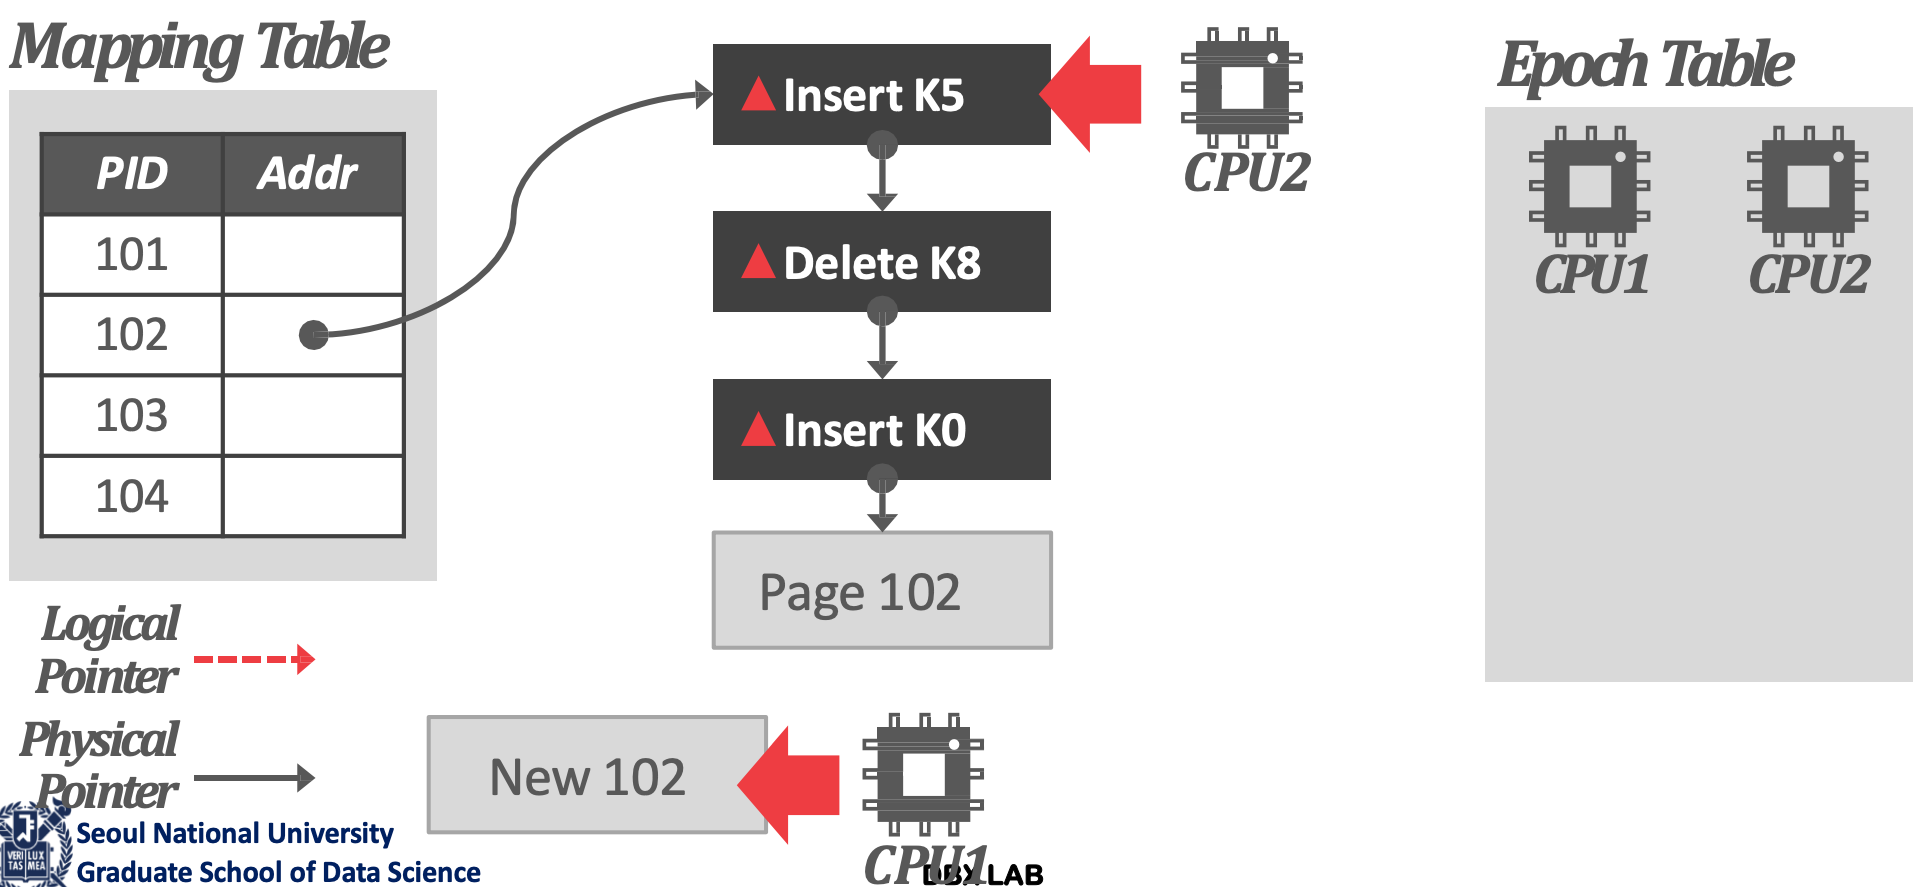 Mapping Table
PID Addr
101
102
103
104
Logical
Pointer
Physical
Pointer
Insert K5
Delete K8
Insert K0
Page 102
New 102
CPU2
CPU1
Epoch Table
CPU1 CPU2
VERI LUX
TAS MEA
Seoul National University
Graduate School of Data Science
DBX LAB